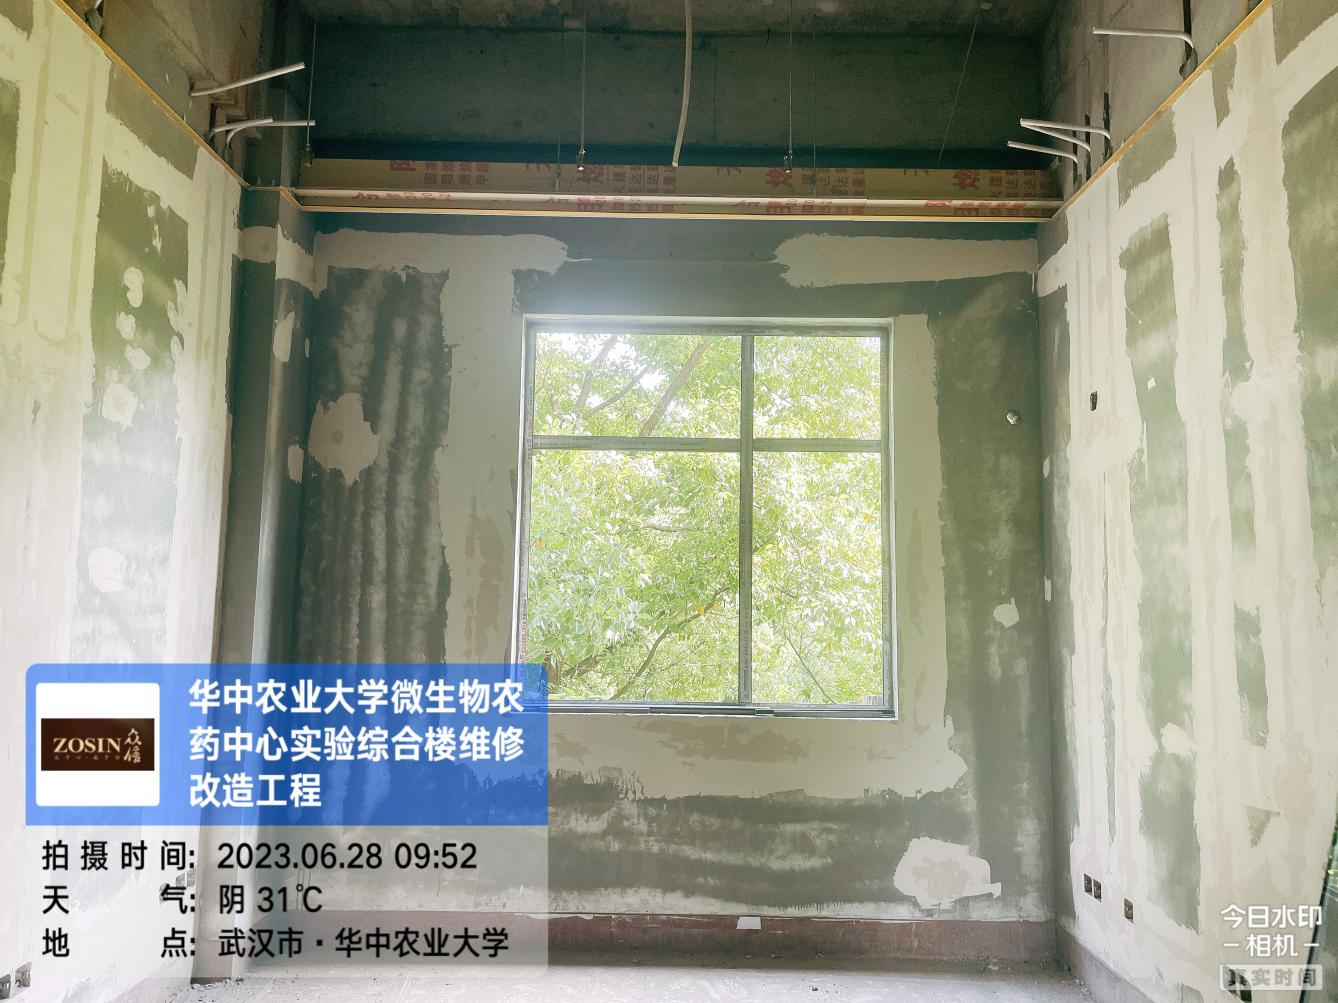 华中农业大学微生物农
药中心实验综合楼维修
改造工程
ZOSIN 众信
拍摄时间: 2023.06.28 09:52
天气: 阴 31℃
地点: 武汉市·华中农业大学
今日水印
相机
真实时间